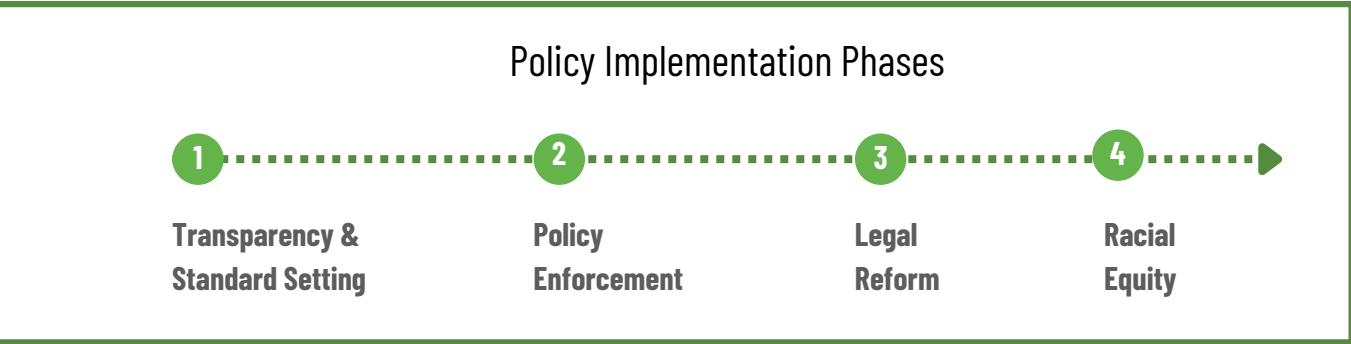 Policy Implementation Phases
1
2
3
4
Transparency &
Standard Setting
Policy
Enforcement
Legal
Reform
Racial
Equity